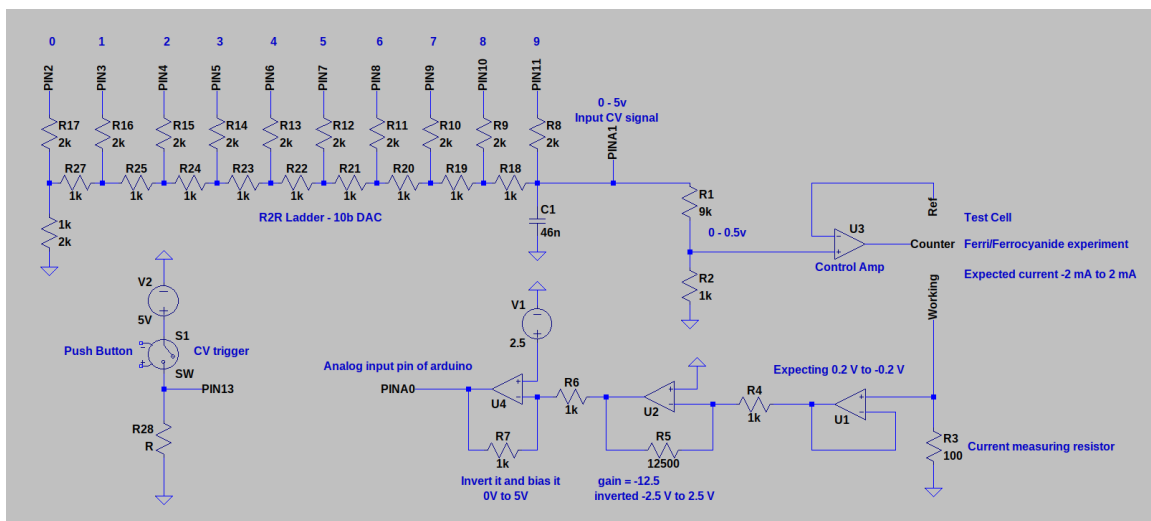 0 1 2 3 4 5 6 7 8 9
PIN2 PIN3 PIN4 PIN5 PIN6 PIN7 PIN8 PIN9 PIN10 PIN11
0 - 5v
Input CV signal
PINA1
R17 R16 R15 R14 R13 R12 R11 R10 R9 R8
2k 2k 2k 2k 2k 2k 2k 2k 2k 2k
R27 R25 R24 R23 R22 R21 R20 R19 R18
1k 1k 1k 1k 1k 1k 1k 1k 1k
1k
2k
R2R Ladder - 10b DAC
C1
46n
R1
9k
0 - 0.5v
R2
1k
U3
Control Amp
Ref
Counter
Working
Test Cell
Ferri/Ferrocyanide experiment
Expected current -2 mA to 2 mA
V2
5V
Push Button
S1
SW
CV trigger
PIN13
R28
R
V1
2.5
Analog input pin of arduino
PINA0
U4
R6
1k
R7
1k
Invert it and bias it
0V to 5V
U2
R5
12500
gain = -12.5
inverted -2.5 V to 2.5 V
R4
1k
Expecting 0.2 V to -0.2 V
U1
R3
100
Current measuring resistor